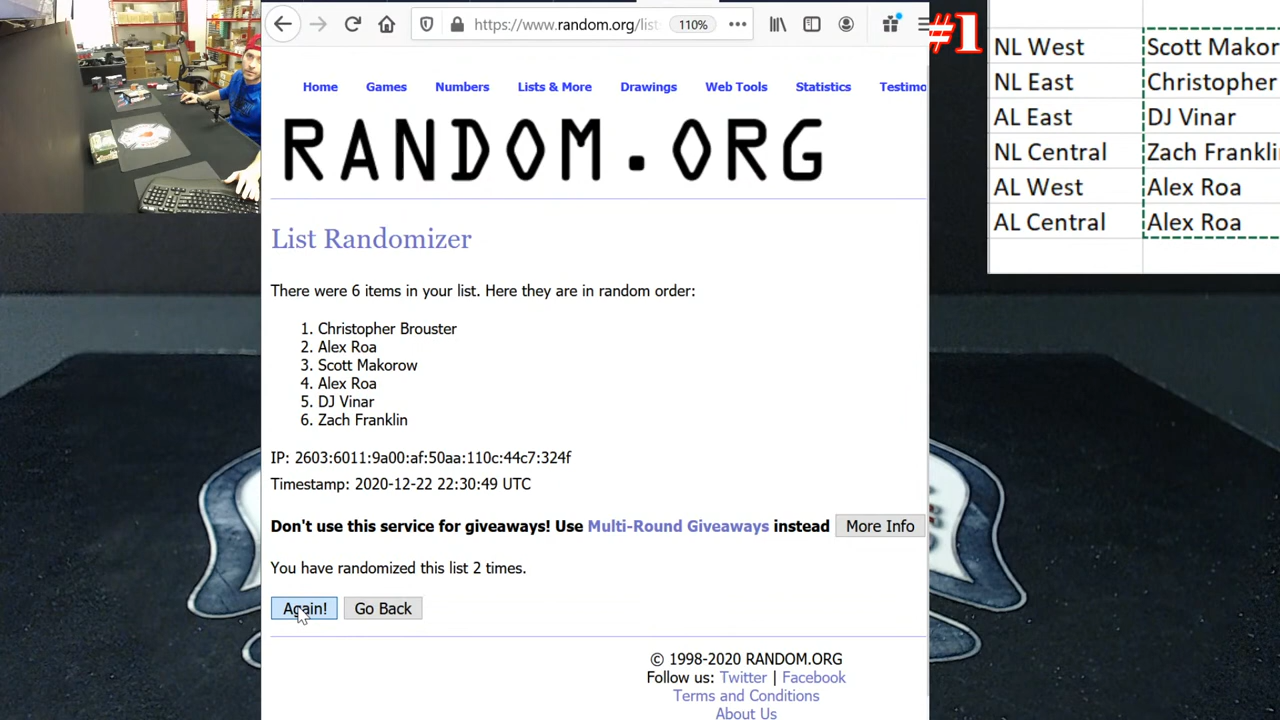 https://www.random.org/list
110%
#1
Home Games Numbers Lists & More Drawings Web Tools Statistics Testimo
RANDOM.ORG
List Randomizer
There were 6 items in your list. Here they are in random order:
1. Christopher Brouster
2. Alex Roa
3. Scott Makorow
4. Alex Roa
5. DJ Vinar
6. Zach Franklin
IP: 2603:6011:9a00:af:50aa:110c:44c7:324f
Timestamp: 2020-12-22 22:30:49 UTC
Don't use this service for giveaways! Use Multi-Round Giveaways instead More Info
You have randomized this list 2 times.
Again! Go Back
© 1998-2020 RANDOM.ORG
Follow us: Twitter | Facebook
Terms and Conditions
About Us
NL West Scott Makor
NL East Christopher
AL East DJ Vinar
NL Central Zach Franklin
AL West Alex Roa
AL Central Alex Roa